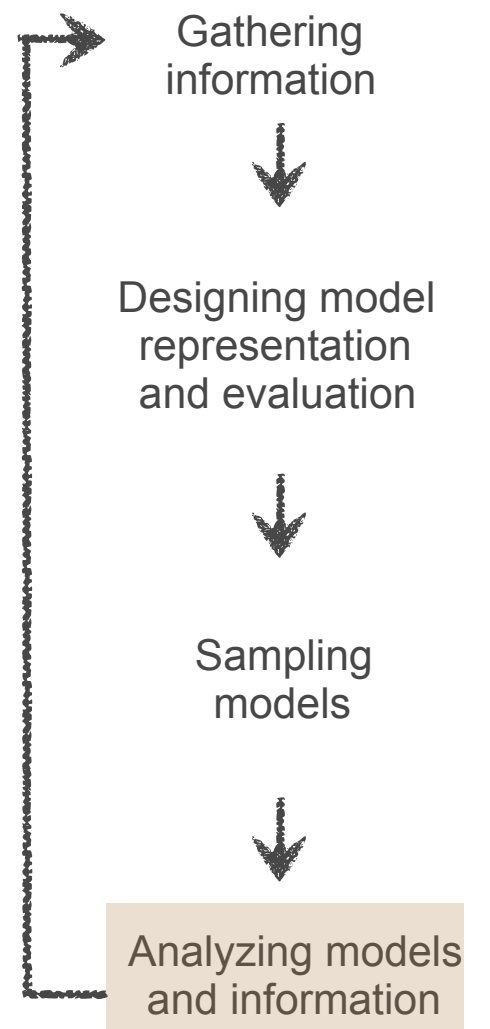 Gathering
information
Designing model
representation
and evaluation
Sampling
models
Analyzing models
and information